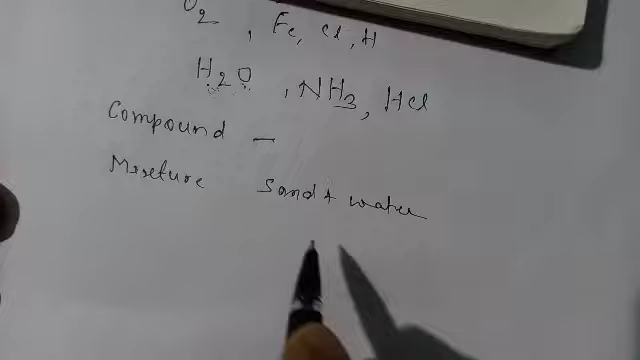 O2, Fe, Cl, H
H2O, NH3, HCl
Compound —
Mixture Sand + water